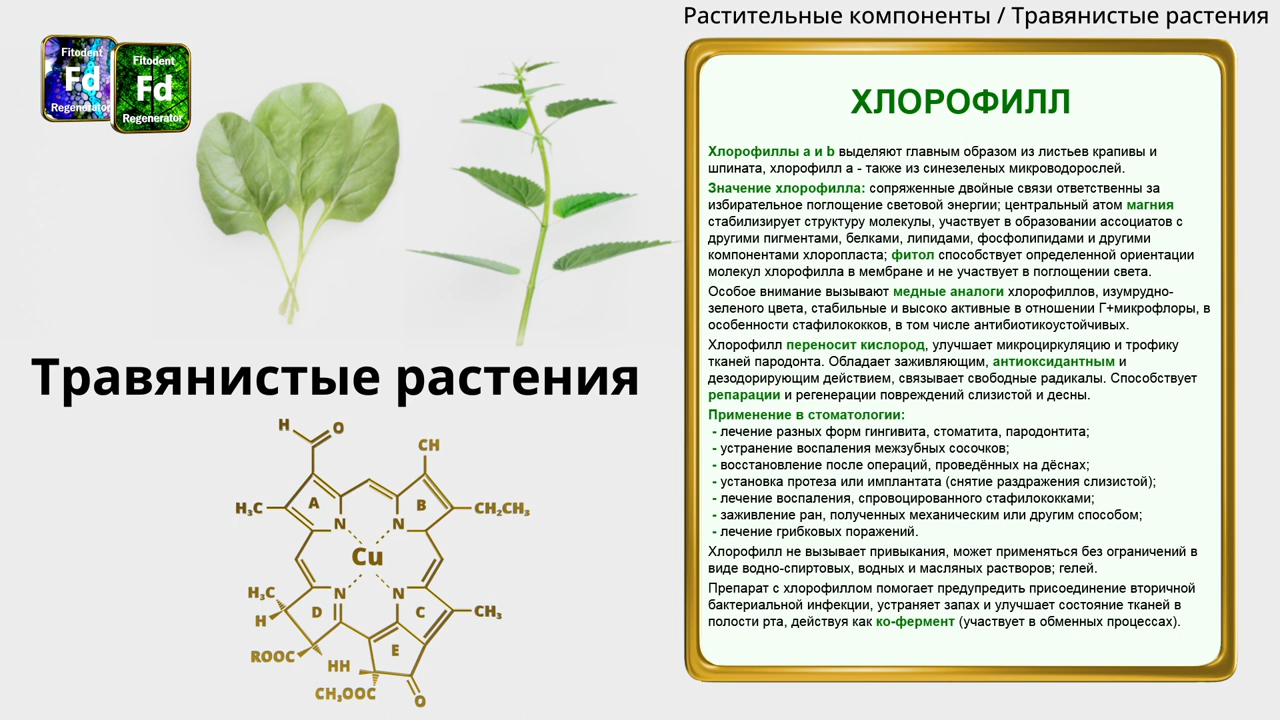 Растительные компоненты / Травянистые растения
Fitodent
Fd
Regenerator
Fitodent
Fd
Regenerator
Травянистые растения
H
O
CH
A
B
H₃C
CH₂CH₃
N
N
Cu
H₃C
N
N
H
D
C
CH₃
E
ROOC
HH
CH₃OOC
O
ХЛОРОФИЛЛ
Хлорофиллы a и b выделяют главным образом из листьев крапивы и
шпината, хлорофилл а - также из синезеленых микроводорослей.
Значение хлорофилла: сопряженные двойные связи ответственны за
избирательное поглощение световой энергии; центральный атом магния
стабилизирует структуру молекулы, участвует в образовании ассоциатов с
другими пигментами, белками, липидами, фосфолипидами и другими
компонентами хлоропласта; фитол способствует определенной ориентации
молекул хлорофилла в мембране и не участвует в поглощении света.
Особое внимание вызывают медные аналоги хлорофиллов, изумрудно-
зеленого цвета, стабильные и высоко активные в отношении Г+микрофлоры, в
особенности стафилококков, в том числе антибиотикоустойчивых.
Хлорофилл переносит кислород, улучшает микроциркуляцию и трофику
тканей пародонта. Обладает заживляющим, антиоксидантным и
дезодорирующим действием, связывает свободные радикалы. Способствует
репарации и регенерации повреждений слизистой и десны.
Применение в стоматологии:
- лечение разных форм гингивита, стоматита, пародонтита;
- устранение воспаления межзубных сосочков;
- восстановление после операций, проведённых на дёснах;
- установка протеза или имплантата (снятие раздражения слизистой);
- лечение воспаления, спровоцированного стафилококками;
- заживление ран, полученных механическим или другим способом;
- лечение грибковых поражений.
Хлорофилл не вызывает привыкания, может применяться без ограничений в
виде водно-спиртовых, водных и масляных растворов; гелей.
Препарат с хлорофиллом помогает предупредить присоединение вторичной
бактериальной инфекции, устраняет запах и улучшает состояние тканей в
полости рта, действуя как ко-фермент (участвует в обменных процессах).